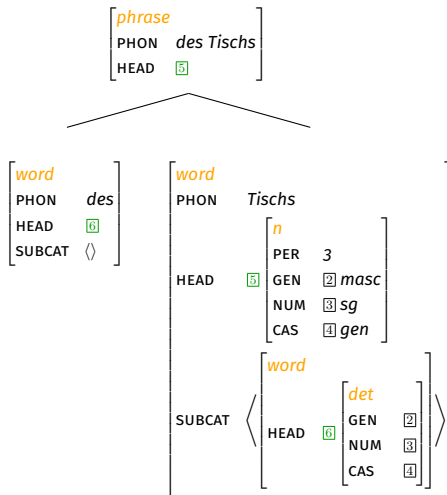 phrase
PHON des Tischs
HEAD 5
word
PHON des
HEAD 6
SUBCAT ⟨⟩
word
PHON Tischs
HEAD 5
n
PER 3
GEN 2 masc
NUM 3 sg
CAS 4 gen
SUBCAT
word
HEAD 6
det
GEN 2
NUM 3
CAS 4